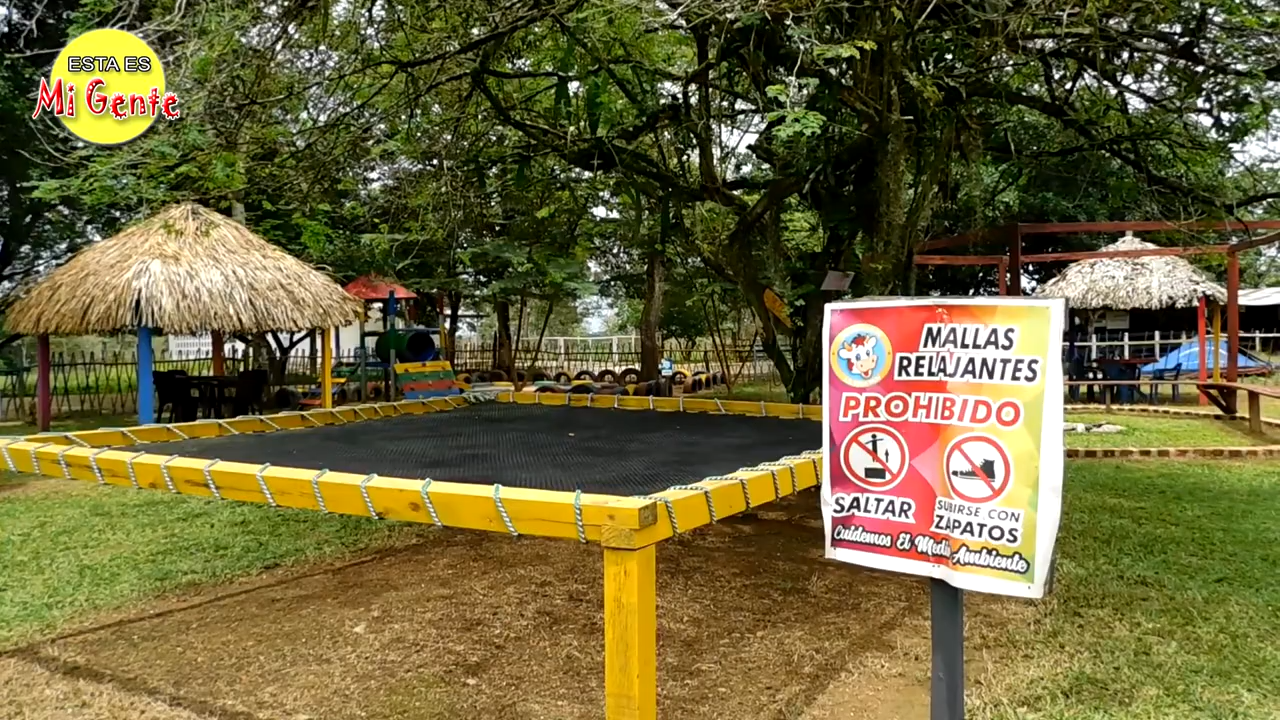 ESTA ES
Mi Gente
MALLAS
RELAJANTES
PROHIBIDO
SALTAR
SUBIRSE CON
ZAPATOS
Cuidemos El Medio Ambiente